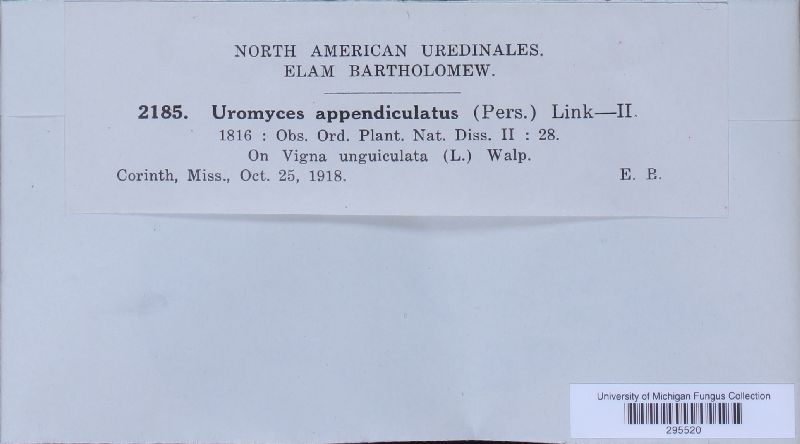 NORTH AMERICAN UREDINALES.
ELAM BARTHOLOMEW.
2185. Uromyces appendiculatus (Pers.) Link—II.
1816 : Obs. Ord. Plant. Nat. Diss. II : 28.
On Vigna unguiculata (L.) Walp.
Corinth, Miss., Oct. 25, 1918. E. B.
University of Michigan Fungus Collection
295520